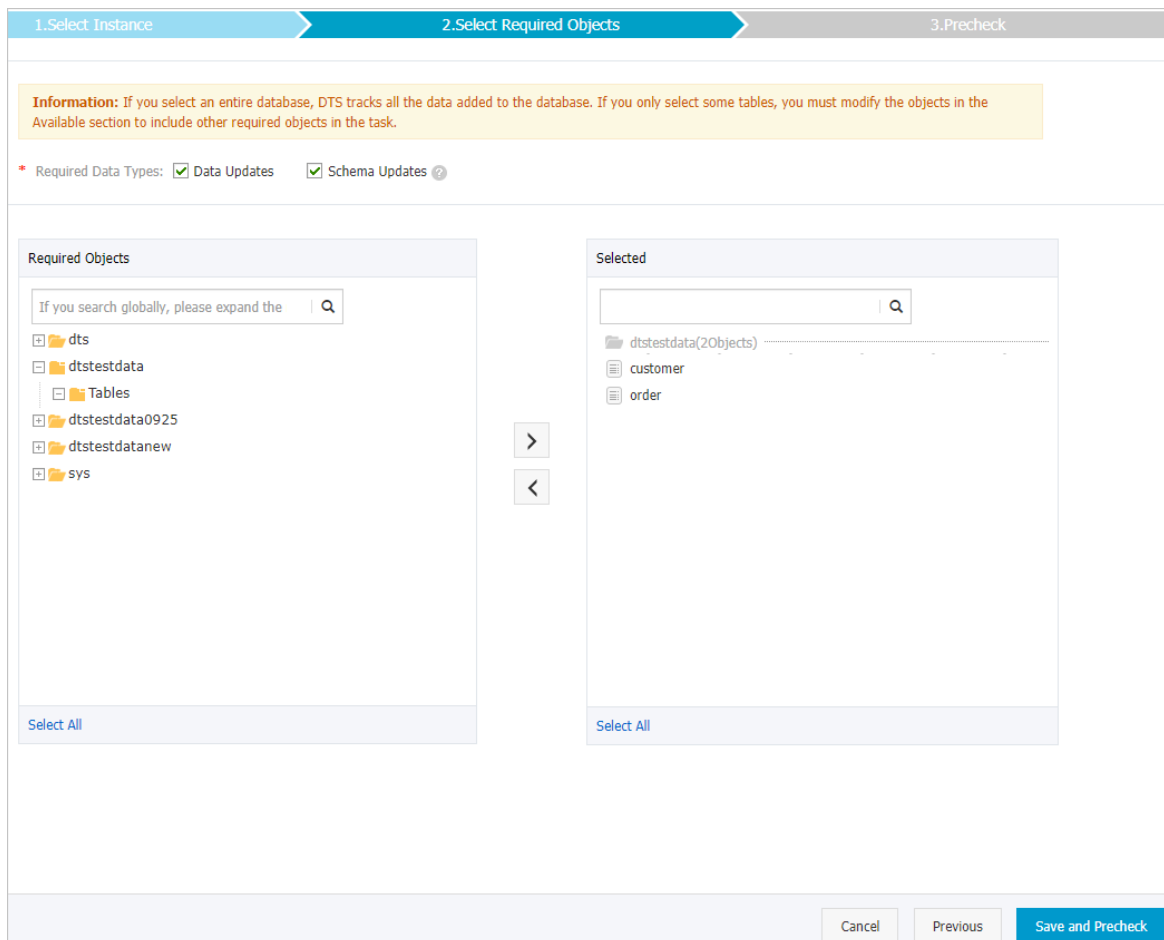 1.Select Instance
2.Select Required Objects
3.Precheck
Information: If you select an entire database, DTS tracks all the data added to the database. If you only select some tables, you must modify the objects in the
Available section to include other required objects in the task.
* Required Data Types: Data Updates Schema Updates ?
Required Objects
If you search globally, please expand the
dts
dtstestdata
Tables
dtstestdata0925
dtstestdatanew
sys
Select All
Selected
dtstestdata(2Objects)
customer
order
Select All
Cancel
Previous
Save and Precheck